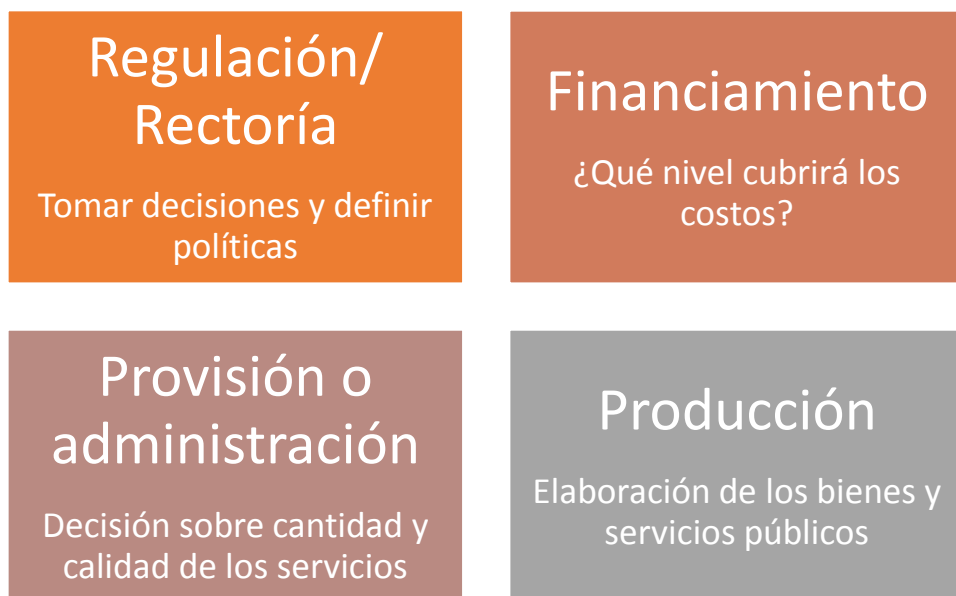 Regulación/
Rectoría
Tomar decisiones y definir
políticas
Financiamiento
¿Qué nivel cubrirá los
costos?
Provisión o
administración
Decisión sobre cantidad y
calidad de los servicios
Producción
Elaboración de los bienes y
servicios públicos